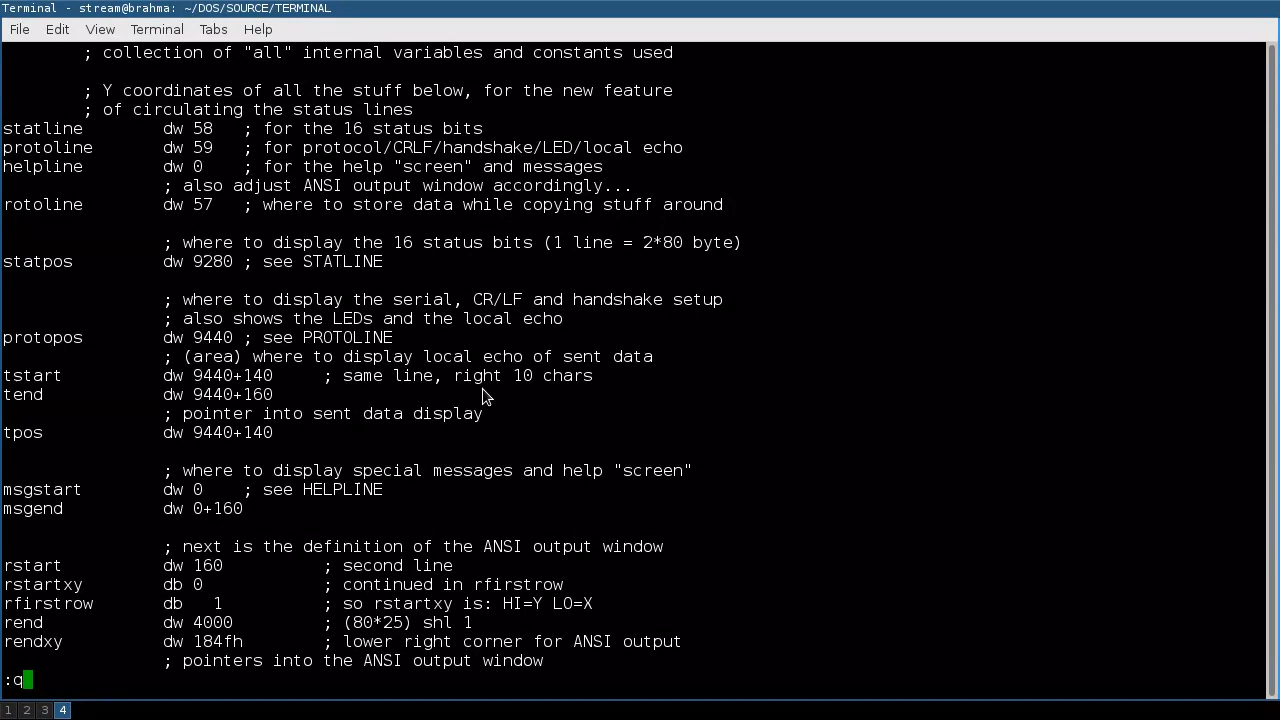 Terminal - stream@brahma: ~/DOS/SOURCE/TERMINAL
File Edit View Terminal Tabs Help
; collection of "all" internal variables and constants used
; Y coordinates of all the stuff below, for the new feature
; of circulating the status lines
statline dw 58 ; for the 16 status bits
protoline dw 59 ; for protocol/CRLF/handshake/LED/local echo
helpline dw 0 ; for the help "screen" and messages
; also adjust ANSI output window accordingly...
rotoline dw 57 ; where to store data while copying stuff around
; where to display the 16 status bits (1 line = 2*80 byte)
statpos dw 9280 ; see STATLINE
; where to display the serial, CR/LF and handshake setup
; also shows the LEDs and the local echo
protopos dw 9440 ; see PROTOLINE
; (area) where to display local echo of sent data
tstart dw 9440+140 ; same line, right 10 chars
tend dw 9440+160
; pointer into sent data display
tpos dw 9440+140
; where to display special messages and help "screen"
msgstart dw 0 ; see HELPLINE
msgend dw 0+160
; next is the definition of the ANSI output window
rstart dw 160 ; second line
rstartxy db 0 ; continued in rfirstrow
rfirstrow db 1 ; so rstartxy is: HI=Y LO=X
rend dw 4000 ; (80*25) shl 1
rendxy dw 184fh ; lower right corner for ANSI output
; pointers into the ANSI output window
:q
1 2 3 4